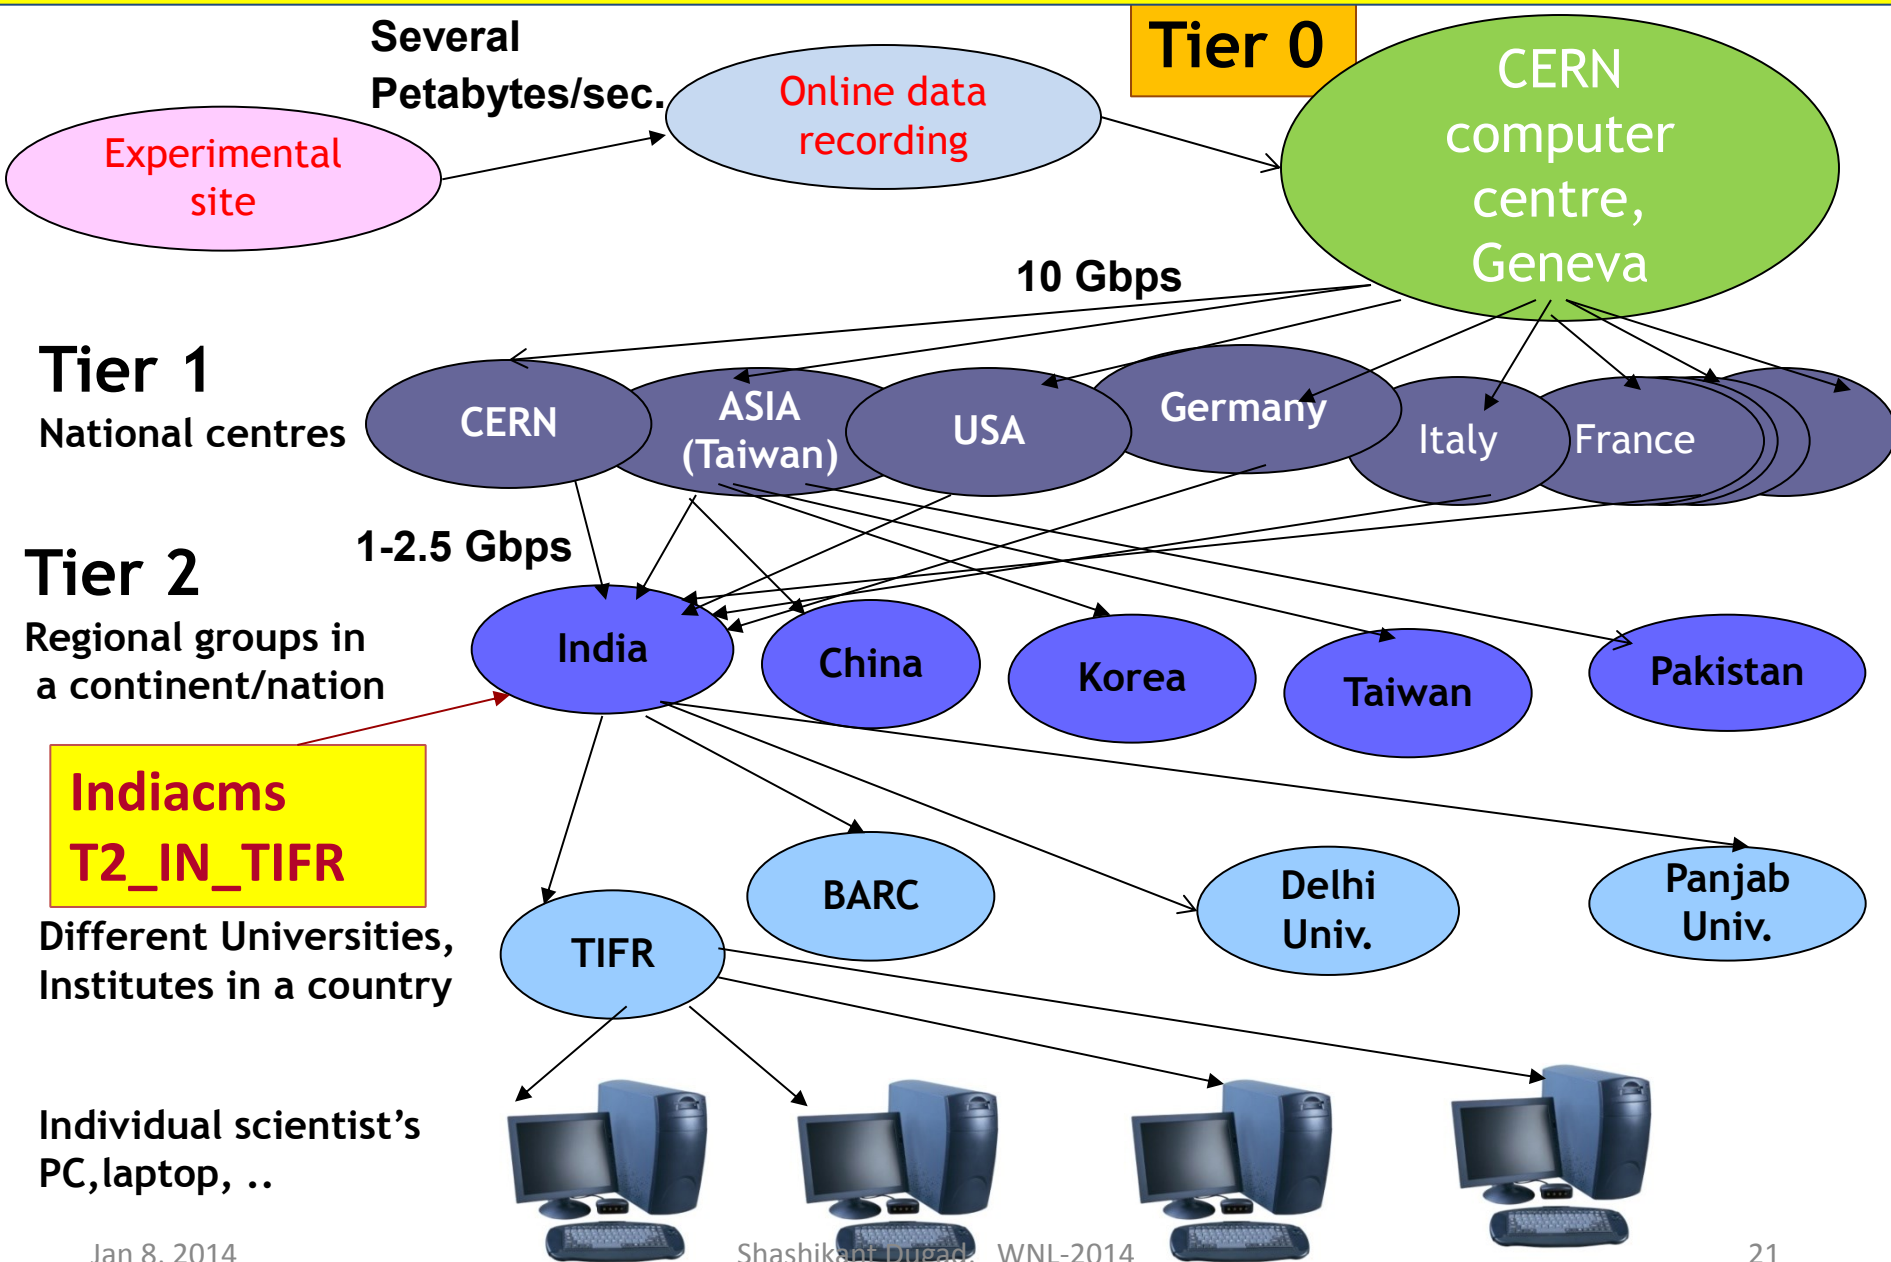 Several
Petabytes/sec.
Tier 0
Experimental
site
Online data
recording
CERN
computer
centre,
Geneva
10 Gbps
Tier 1
National centres
CERN
ASIA
(Taiwan)
USA
Germany
Italy
France
1-2.5 Gbps
Tier 2
Regional groups in
a continent/nation
India
China
Korea
Taiwan
Pakistan
Indiacms
T2_IN_TIFR
Different Universities,
Institutes in a country
TIFR
BARC
Delhi
Univ.
Panjab
Univ.
Individual scientist’s
PC,laptop, ..
Jan 8, 2014
Shashikant Dugad, WNL-2014
21